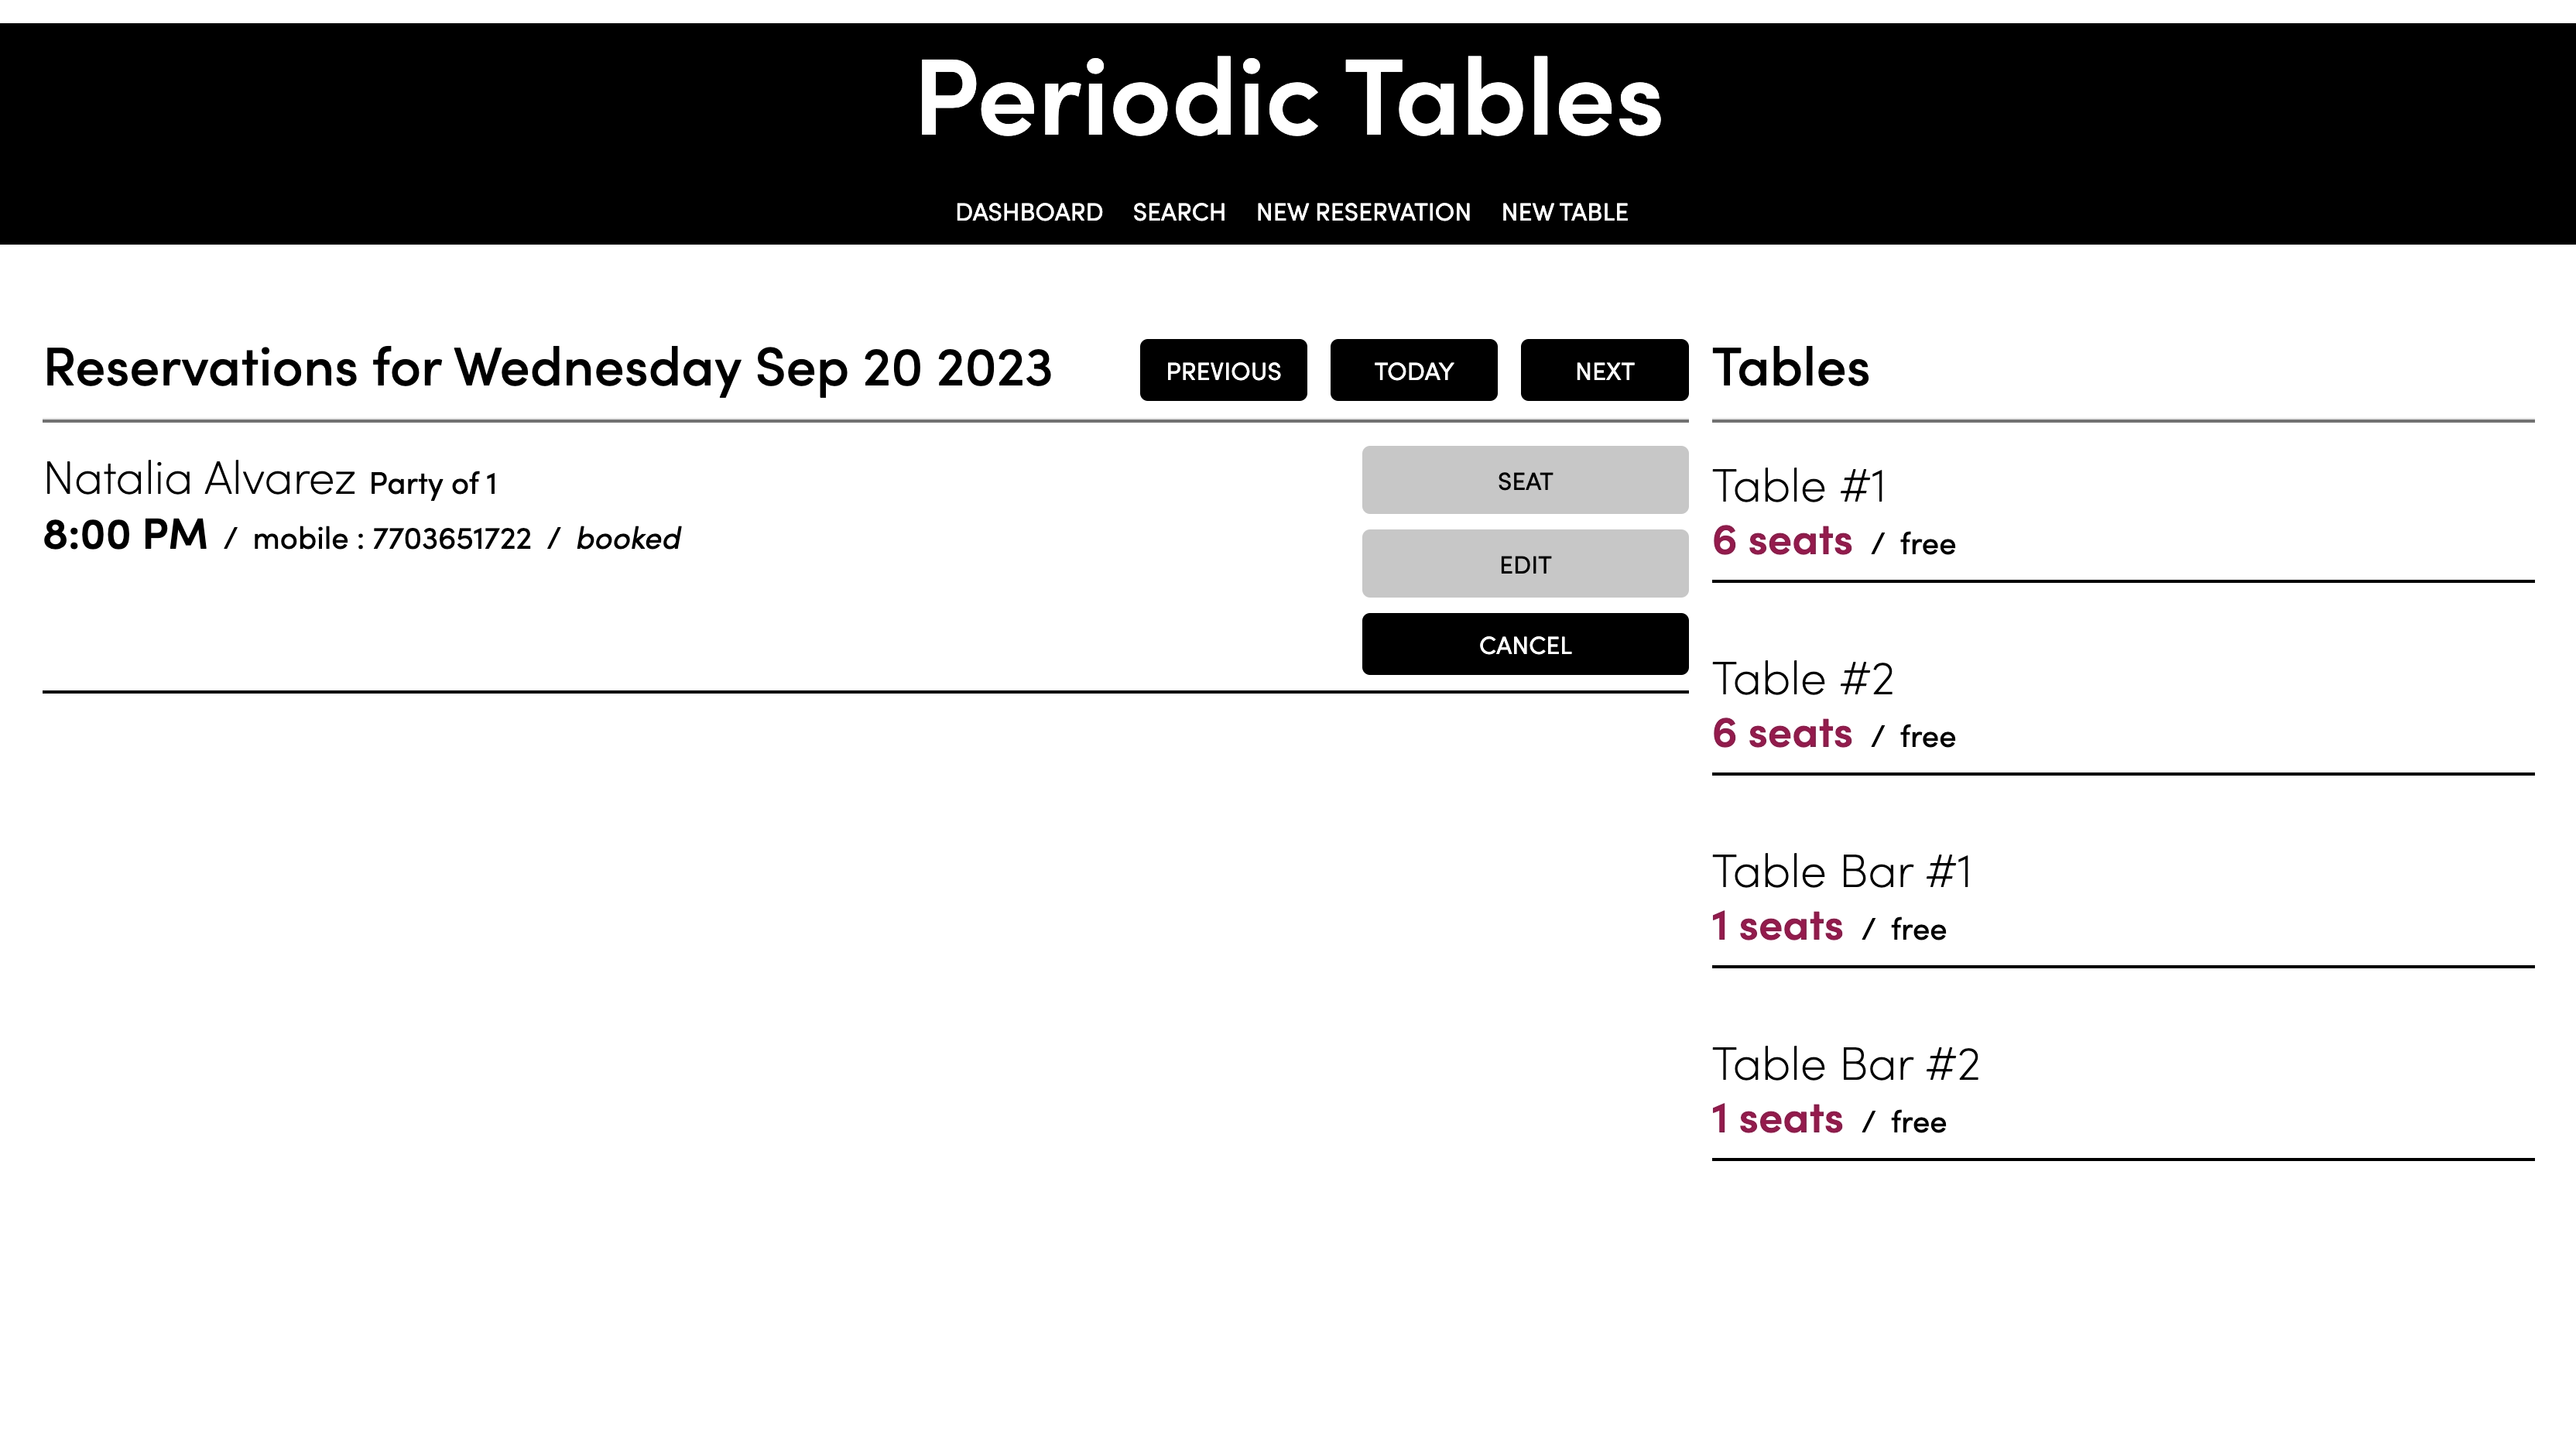 Periodic Tables
DASHBOARD SEARCH NEW RESERVATION NEW TABLE
Reservations for Wednesday Sep 20 2023
PREVIOUS TODAY NEXT
Natalia Alvarez Party of 1
8:00 PM / mobile : 7703651722 / booked
SEAT
EDIT
CANCEL
Tables
Table #1
6 seats / free
Table #2
6 seats / free
Table Bar #1
1 seats / free
Table Bar #2
1 seats / free